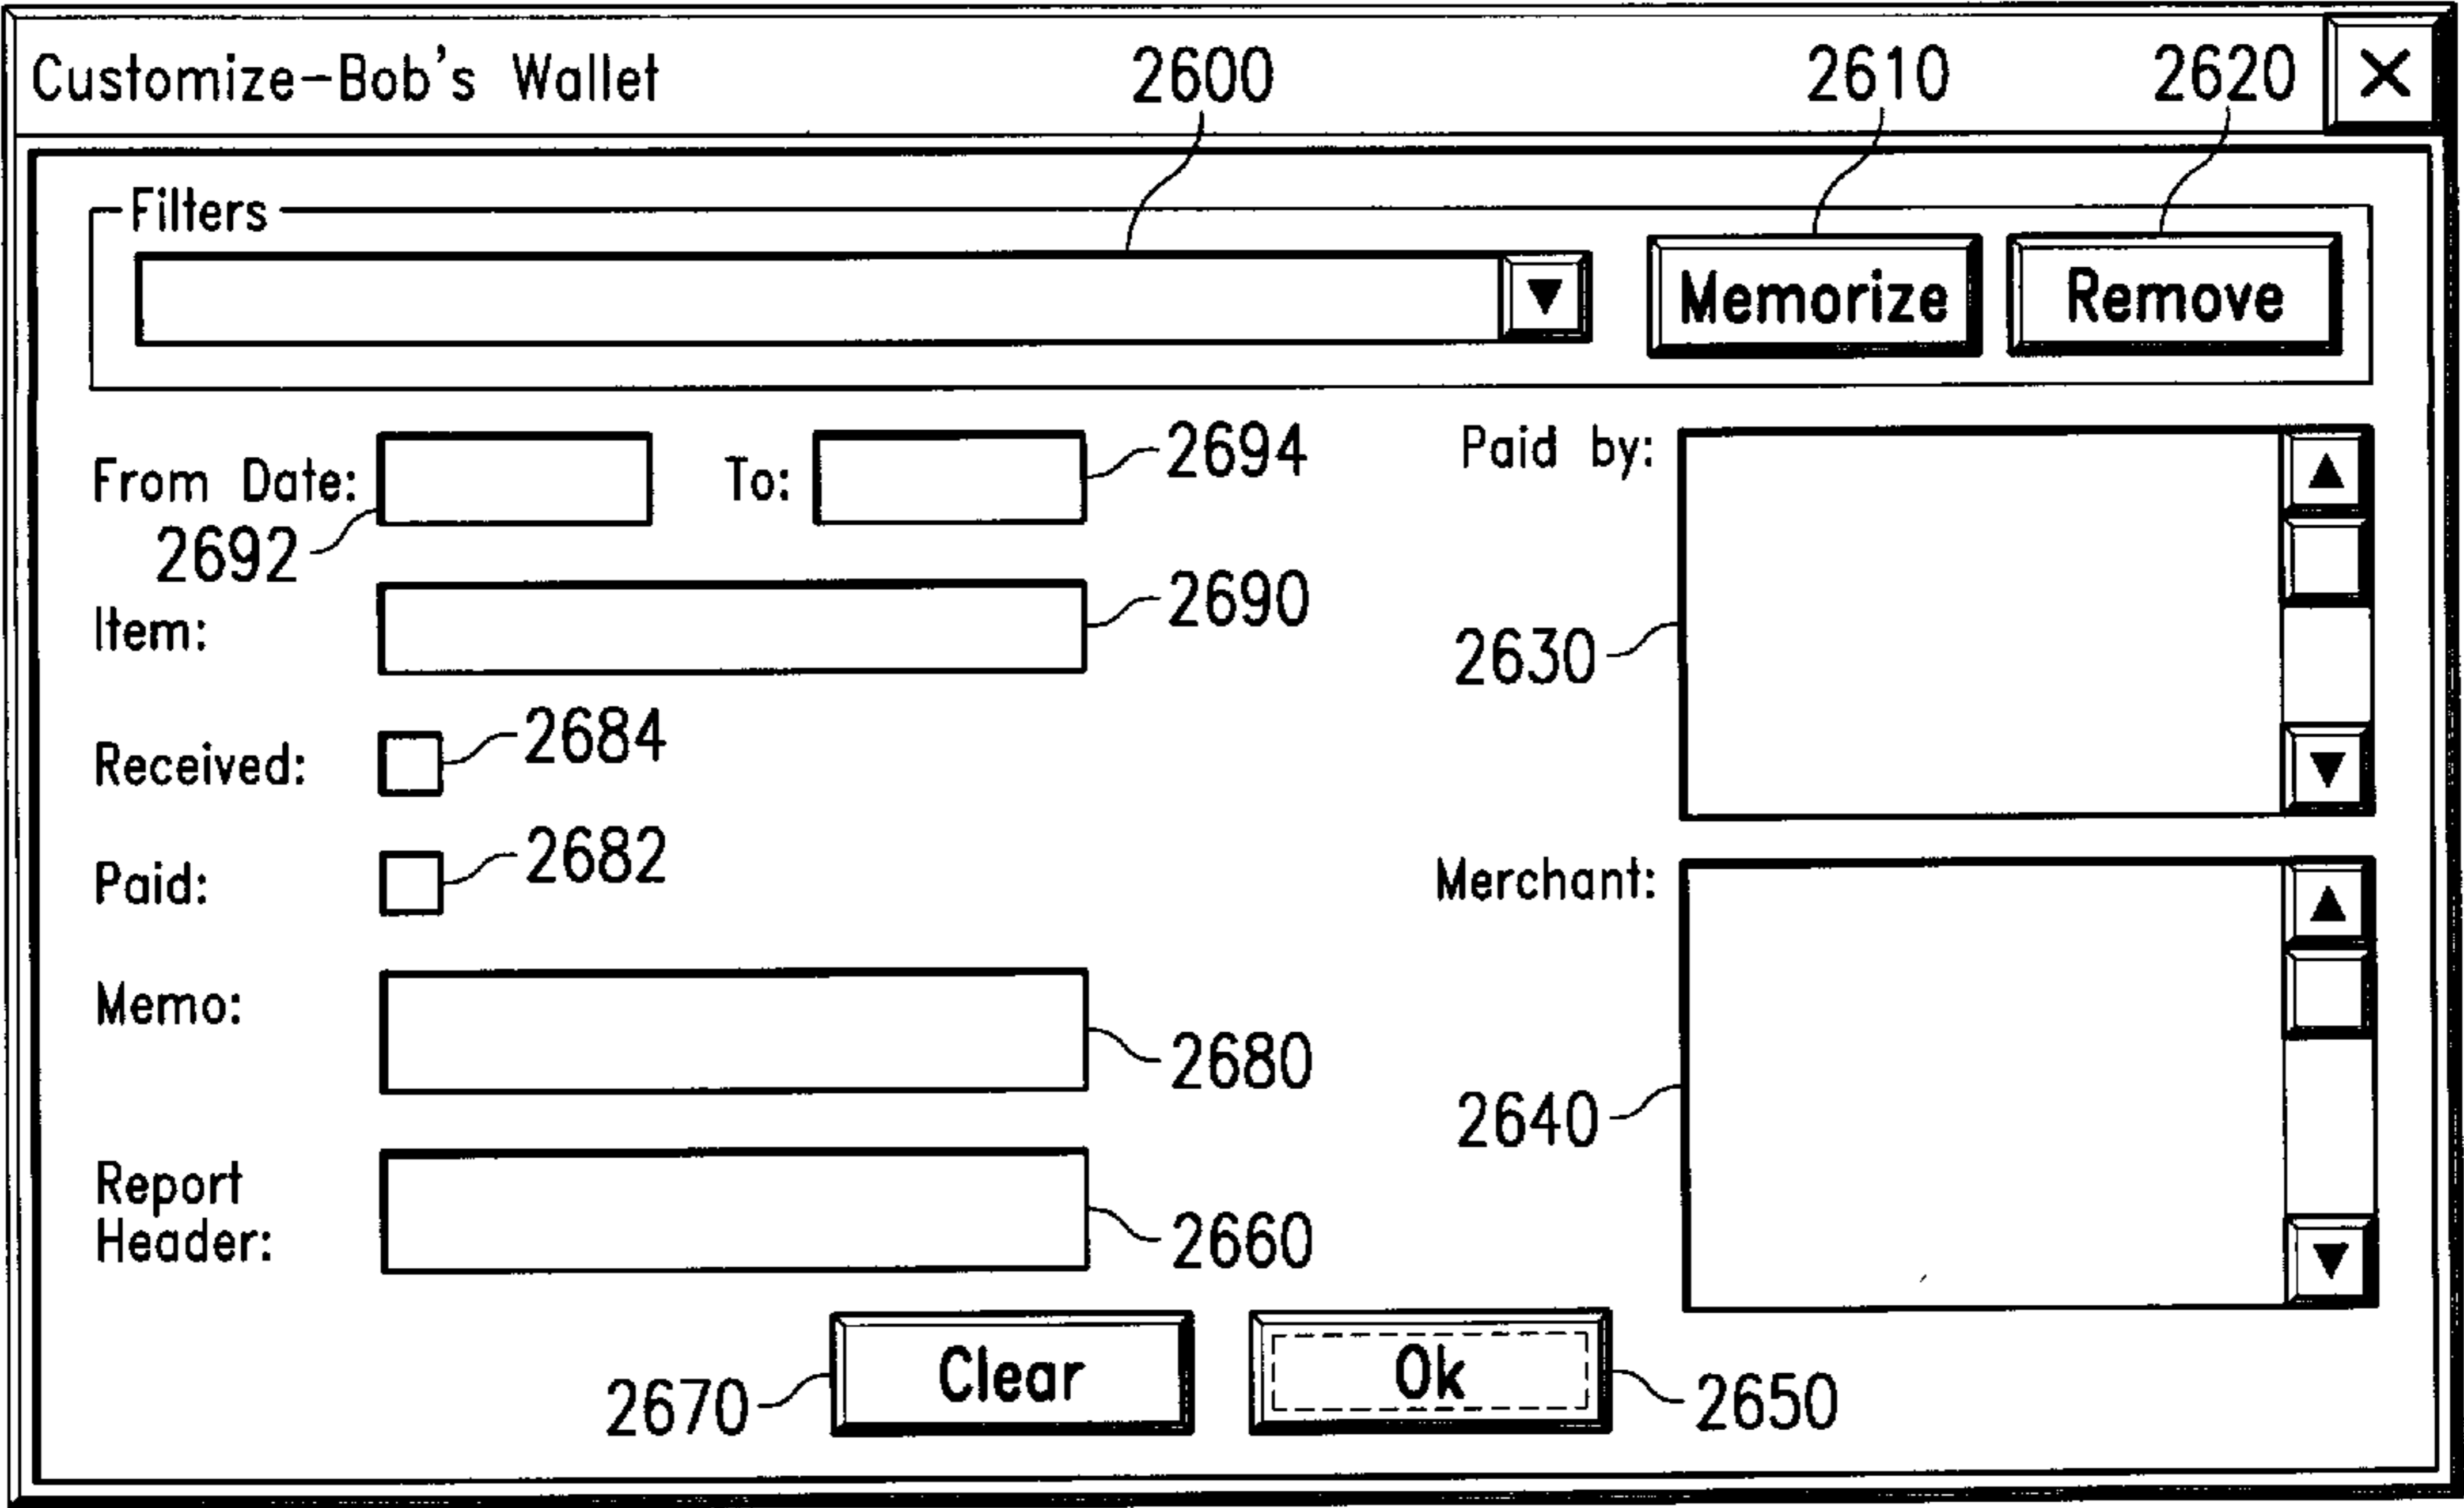 Customize-Bob's Wallet 2600 2610 2620 X
Filters
Memorize Remove
From Date: To: 2694 Paid by:
2692
Item: 2690
2630
Received: 2684
Paid: 2682 Merchant:
Memo: 2680
2640
Report
Header: 2660
2670 Clear Ok 2650